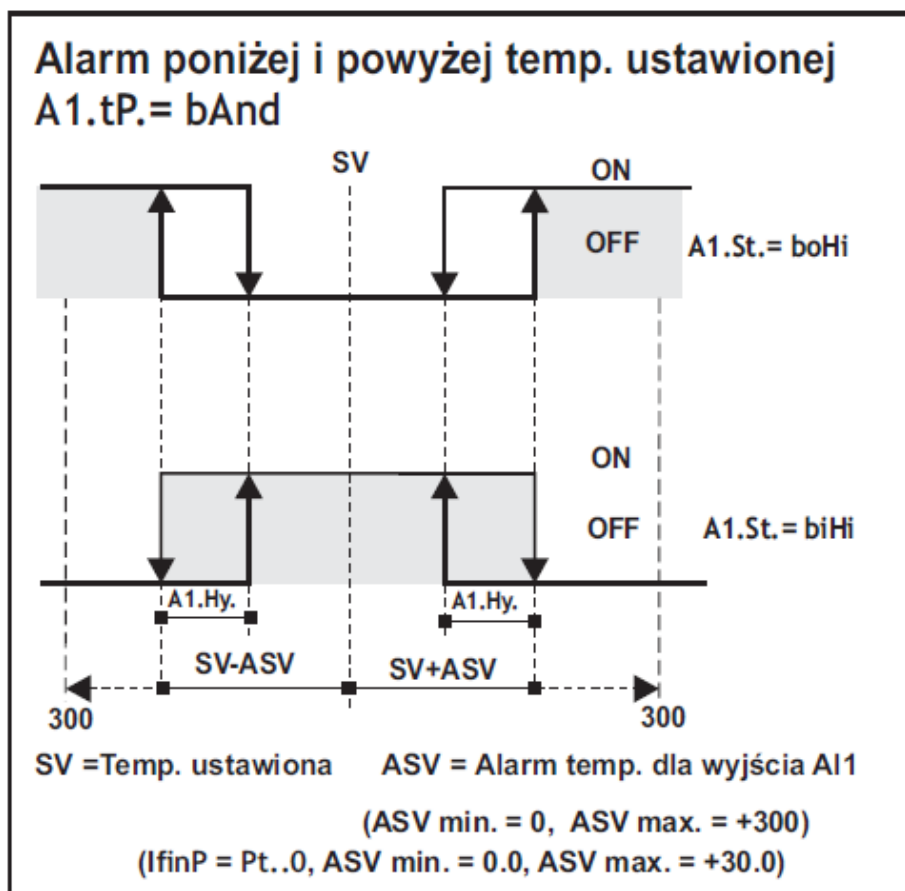 Alarm poniżej i powyżej temp. ustawionej
A1.tP.= bAnd
SV
ON
OFF
A1.St.= boHi
ON
OFF
A1.St.= biHi
A1.Hy.
A1.Hy.
SV-ASV
SV+ASV
300
300
SV =Temp. ustawiona ASV = Alarm temp. dla wyjścia Al1
(ASV min. = 0, ASV max. = +300)
(IfinP = Pt..0, ASV min. = 0.0, ASV max. = +30.0)